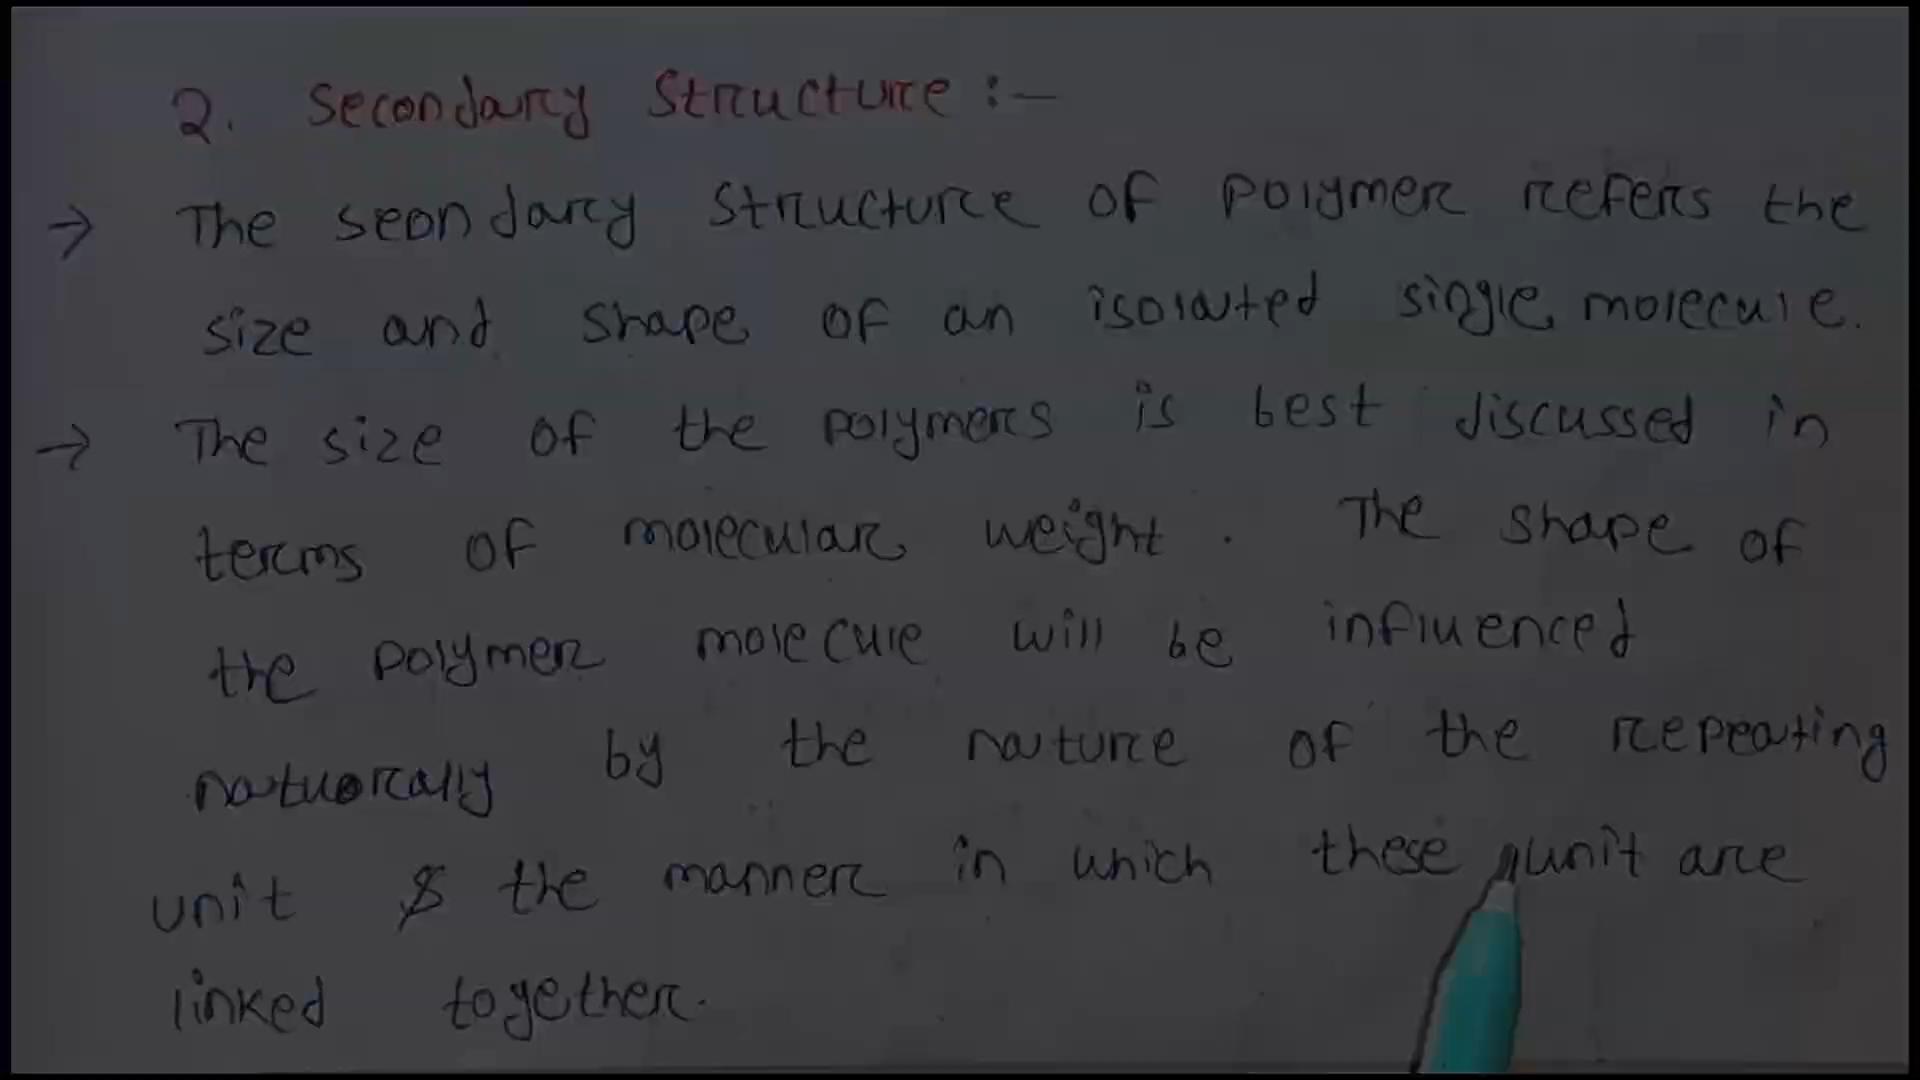 2. Secondary Structure :-
→ The seondary structure of polymer refers the
size and shape of an isolated single molecule.
→ The size of the polymers is best discussed in
terms of molecular weight. The shape of
the polymer molecule will be influenced
naturally by the nature of the repeating
unit & the manner in which these unit are
linked together.